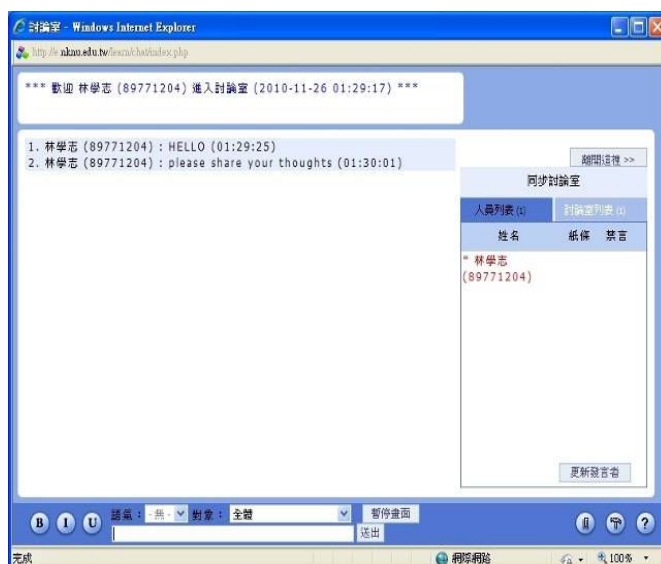 討論室 - Windows Internet Explorer
http://e.nknu.edu.tw/learn/chat/index.php
*** 歡迎 林學志 (89771204) 進入討論室 (2010-11-26 01:29:17) ***
1. 林學志 (89771204) : HELLO (01:29:25)
2. 林學志 (89771204) : please share your thoughts (01:30:01)
離開這裡 >>
同步討論室
人員列表 (1) 討論室列表 (1)
姓名 紙條 禁言
* 林學志
(89771204)
更新發言者
B I U 語氣： - 無 - 對象： 全體 暫停畫面
送出
?
完成 網際網路 100%